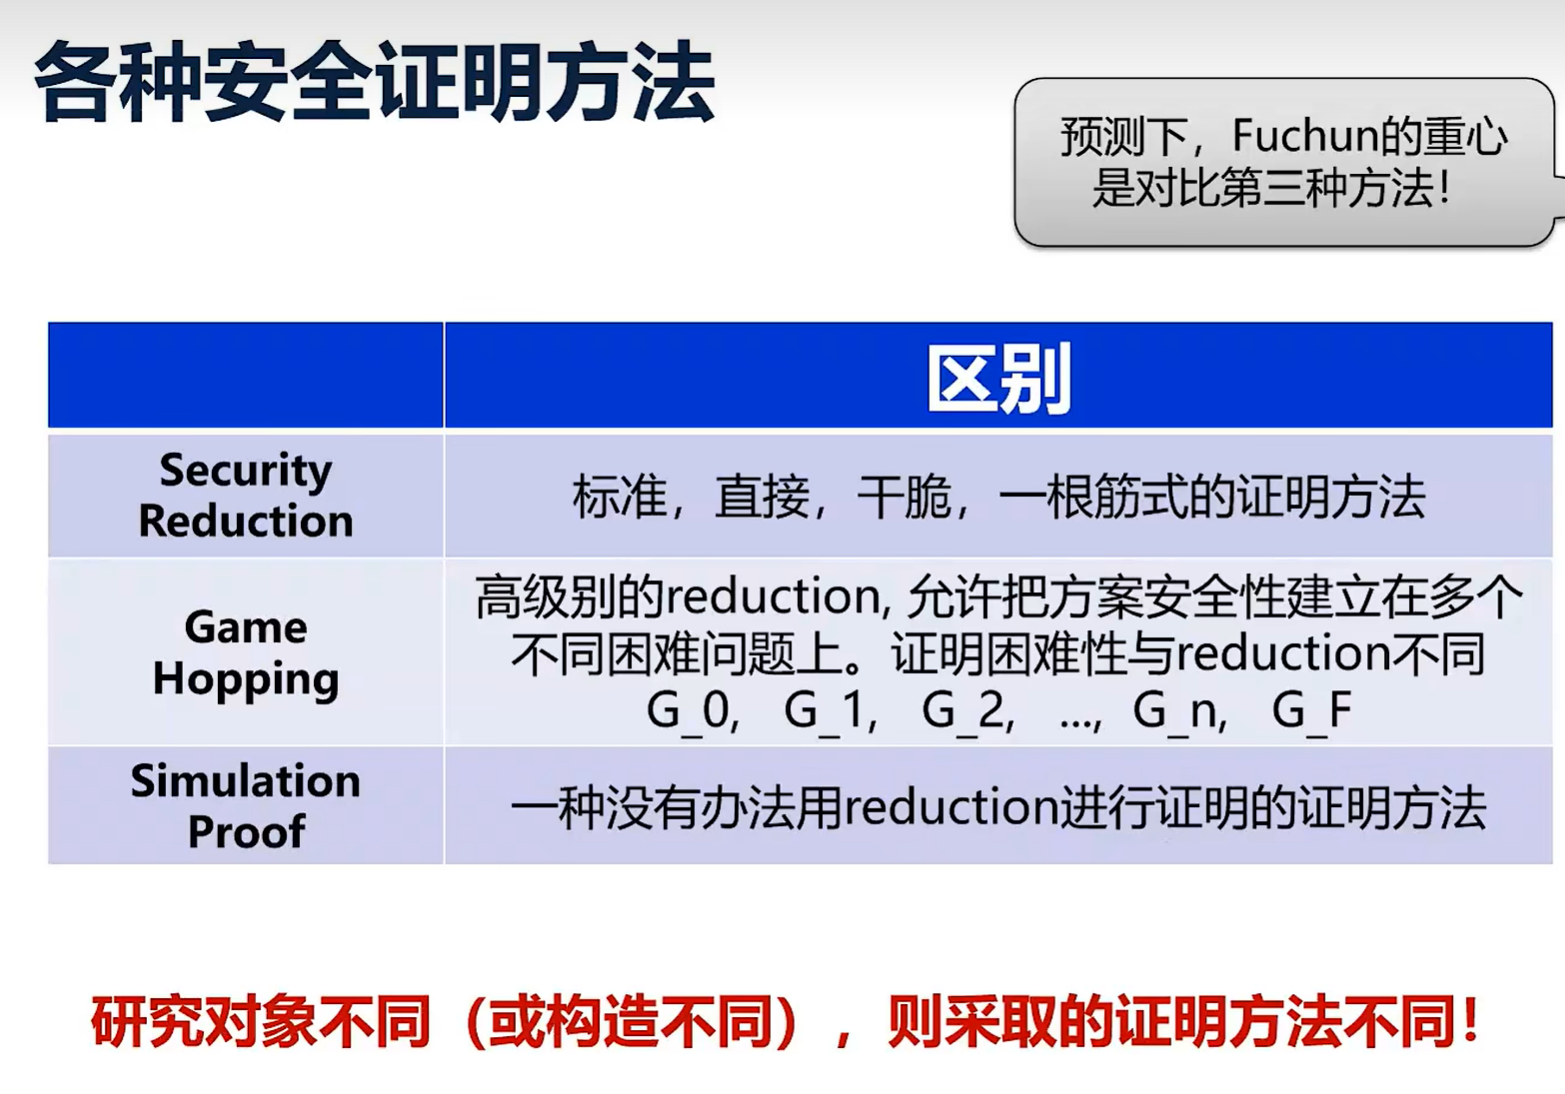 各种安全证明方法
预测下，Fuchun的重心
是对比第三种方法！
区别
Security
Reduction
标准，直接，干脆，一根筋式的证明方法
Game
Hopping
高级别的reduction, 允许把方案安全性建立在多个
不同困难问题上。证明困难性与reduction不同
G_0, G_1, G_2, ..., G_n, G_F
Simulation
Proof
一种没有办法用reduction进行证明的证明方法
研究对象不同（或构造不同），则采取的证明方法不同！